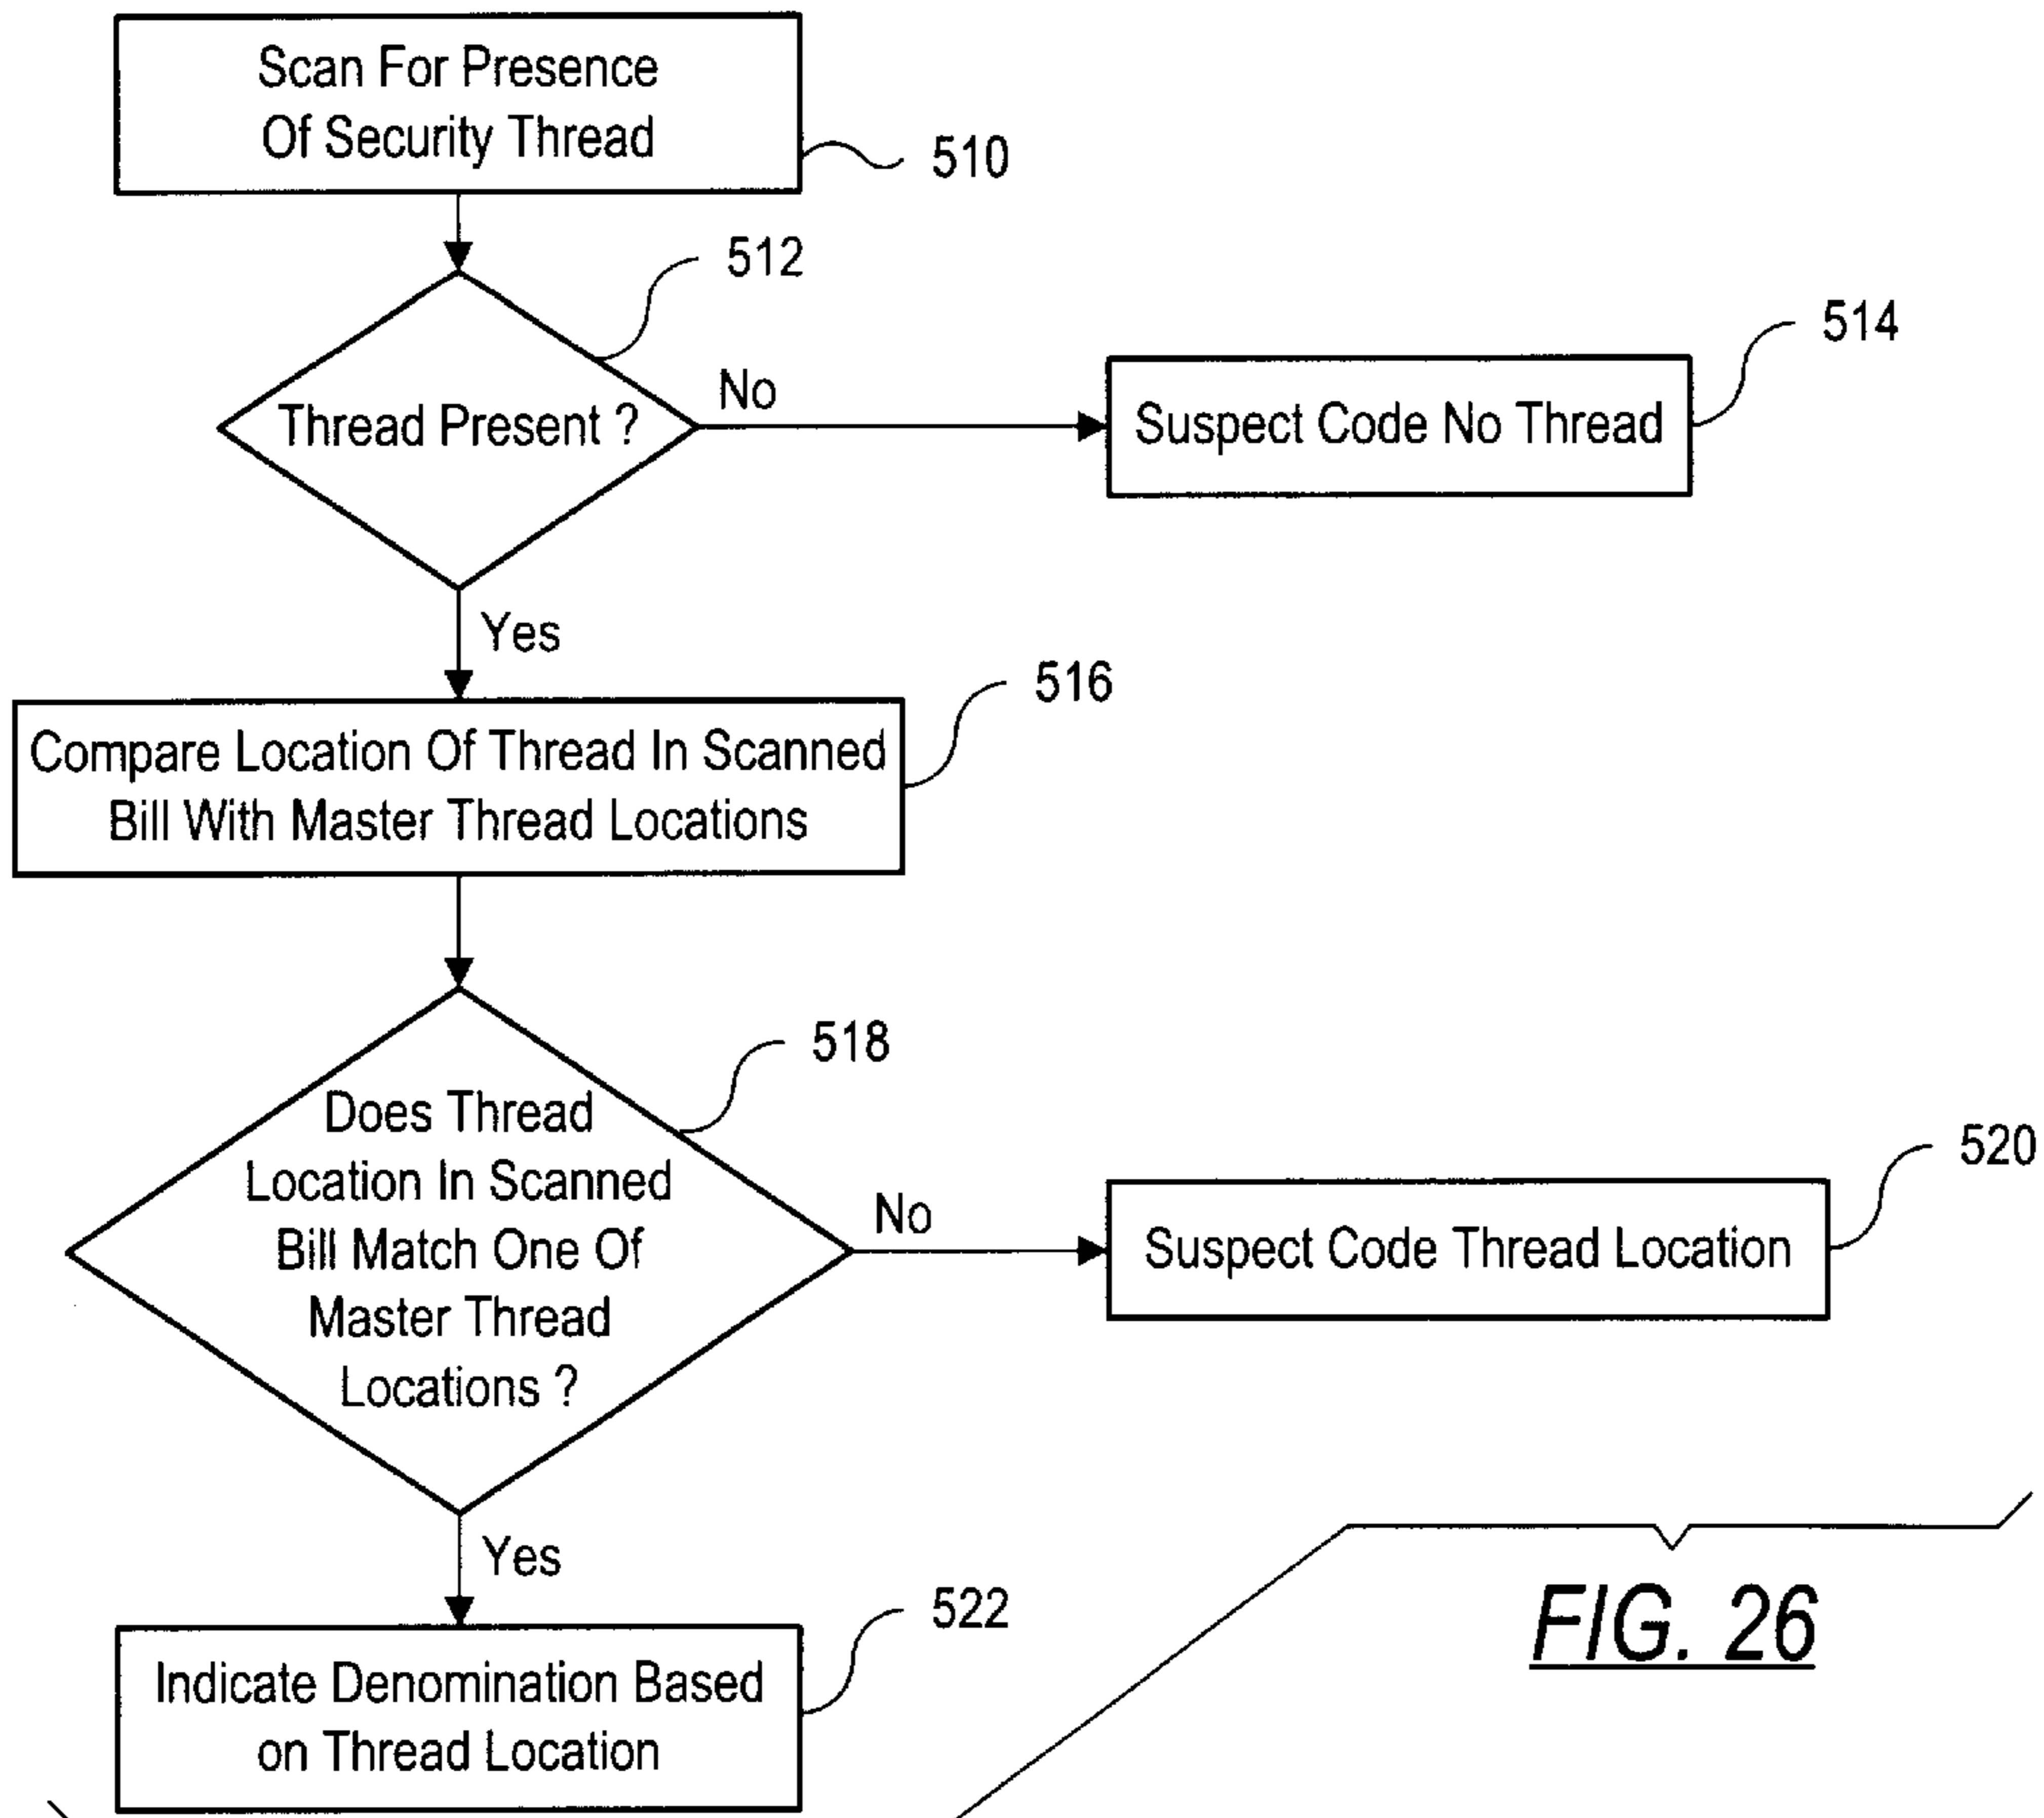 Scan For Presence
Of Security Thread
510
512
Thread Present ?
No
514
Suspect Code No Thread
Yes
516
Compare Location Of Thread In Scanned
Bill With Master Thread Locations
518
Does Thread
Location In Scanned
Bill Match One Of
Master Thread
Locations ?
No
520
Suspect Code Thread Location
Yes
522
Indicate Denomination Based
on Thread Location
FIG. 26